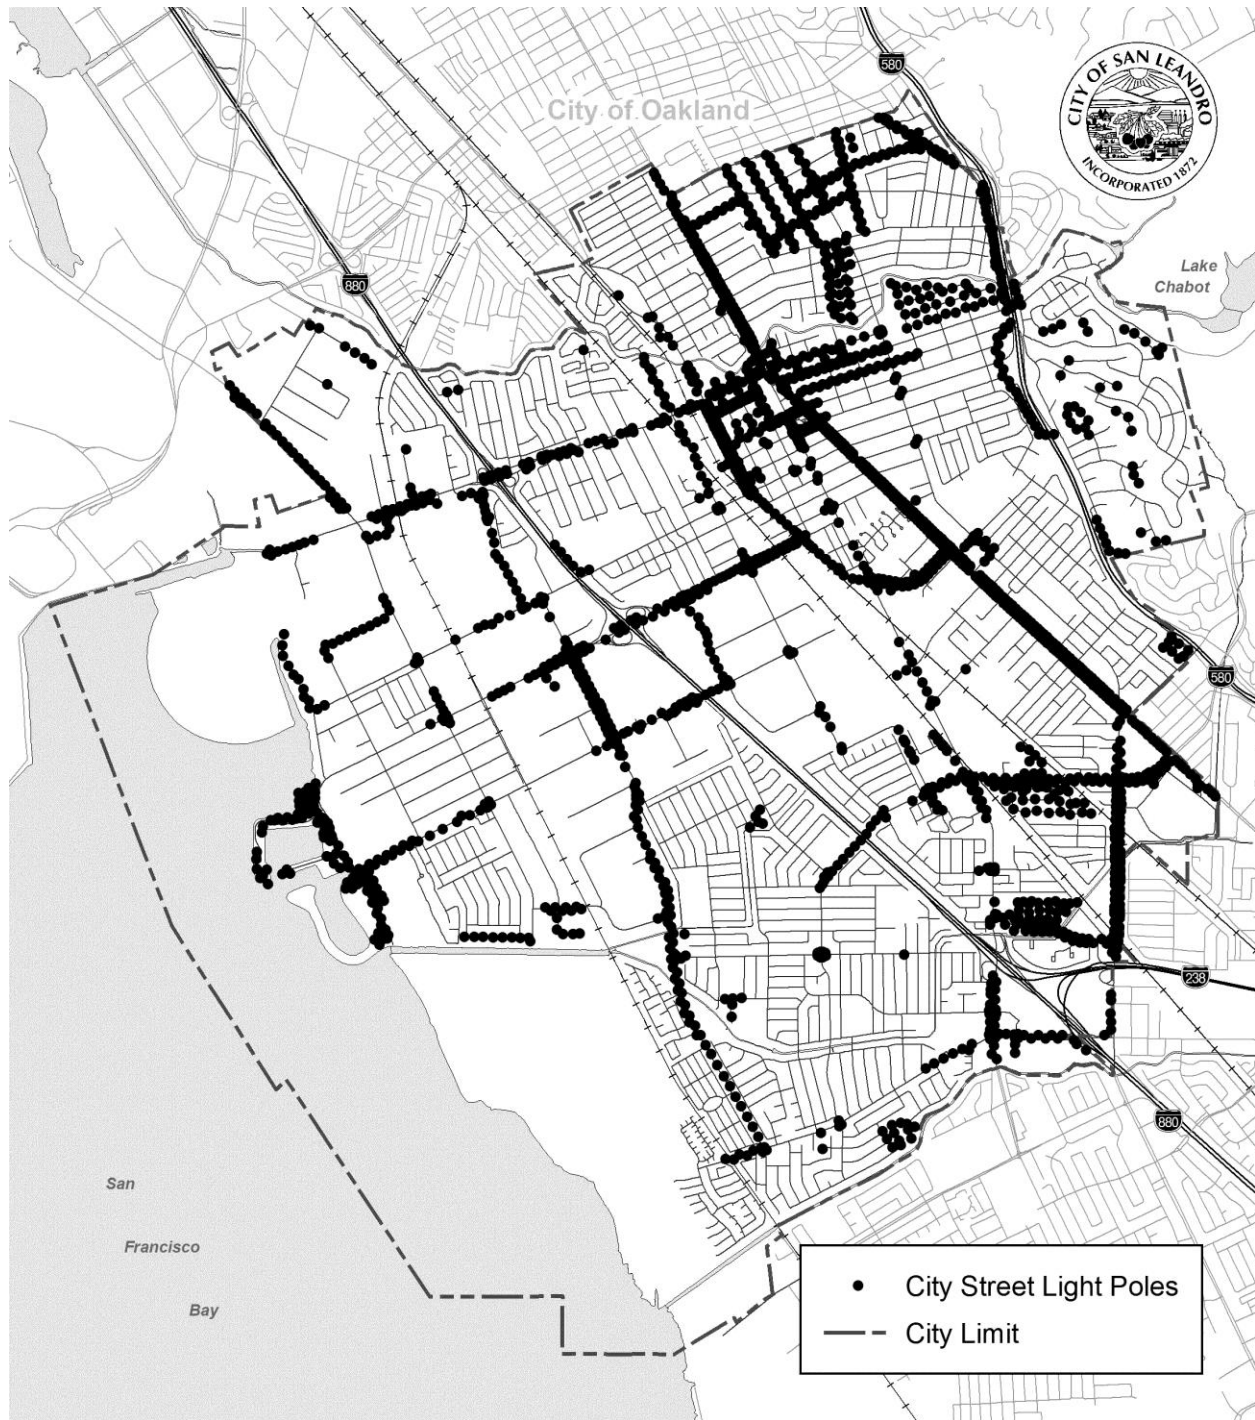 580
City of Oakland
CITY OF SAN LEANDRO
INCORPORATED 1872
880
Lake
Chabot
580
238
880
San
Francisco
Bay
City Street Light Poles
City Limit